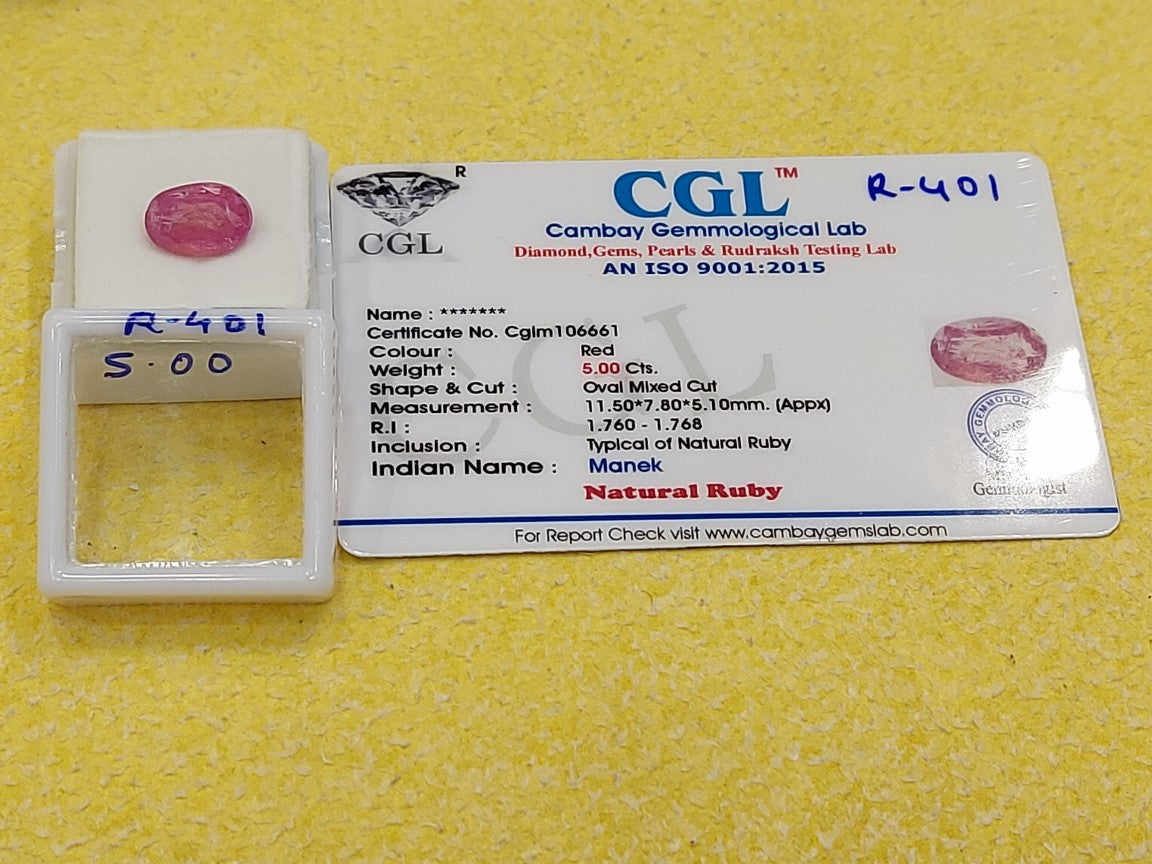 R-401
5.00
R
CGL
CGL™
R-401
Cambay Gemmological Lab
Diamond,Gems, Pearls & Rudraksh Testing Lab
AN ISO 9001:2015
CGL
Name : *******
Certificate No. Cglm106661
Colour : Red
Weight : 5.00 Cts.
Shape & Cut : Oval Mixed Cut
Measurement : 11.50*7.80*5.10mm. (Appx)
R.I : 1.760 - 1.768
Inclusion : Typical of Natural Ruby
Indian Name : Manek
Natural Ruby
Gemmologist
For Report Check visit www.cambaygemslab.com